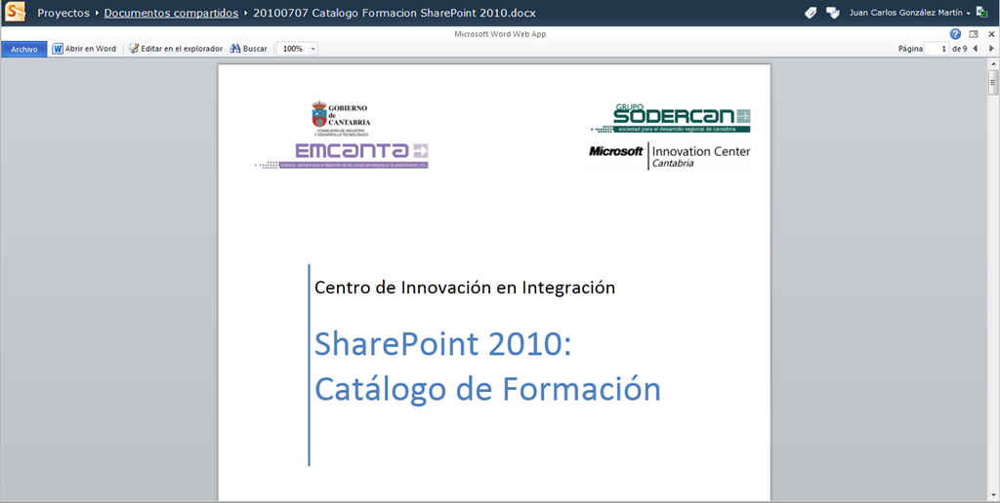 Proyectos Documentos compartidos 20100707 Catalogo Formacion SharePoint 2010.docx Juan Carlos González Martín
Microsoft Word Web App
Archivo Abrir en Word Editar en el explorador Buscar 100% Página 1 de 9
GOBIERNO
de
CANTABRIA
CONSEJERÍA DE INDUSTRIA
Y DESARROLLO TECNOLÓGICO
EMCANTA
GRUPO
SODERCAN
sociedad para el desarrollo regional de cantabria
Microsoft Innovation Center
Cantabria
Centro de Innovación en Integración
SharePoint 2010:
Catálogo de Formación